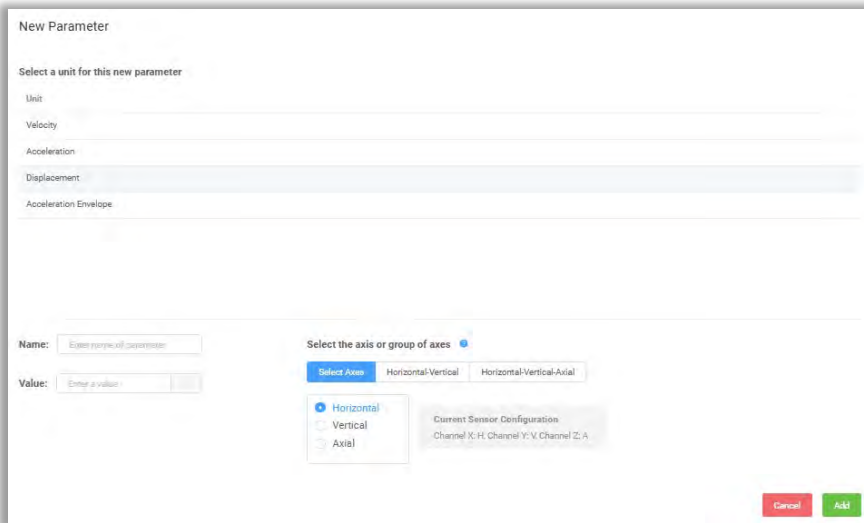 New Parameter
Select a unit for this new parameter
Unit
Velocity
Acceleration
Displacement
Acceleration Envelope
Name: Enter name of parameter
Select the axis or group of axes ?
Select Axes Horizontal-Vertical Horizontal-Vertical-Axial
Value: Enter a value
Horizontal
Vertical
Axial
Current Sensor Configuration
Channel X: H, Channel Y: V, Channel Z: A
Cancel Add